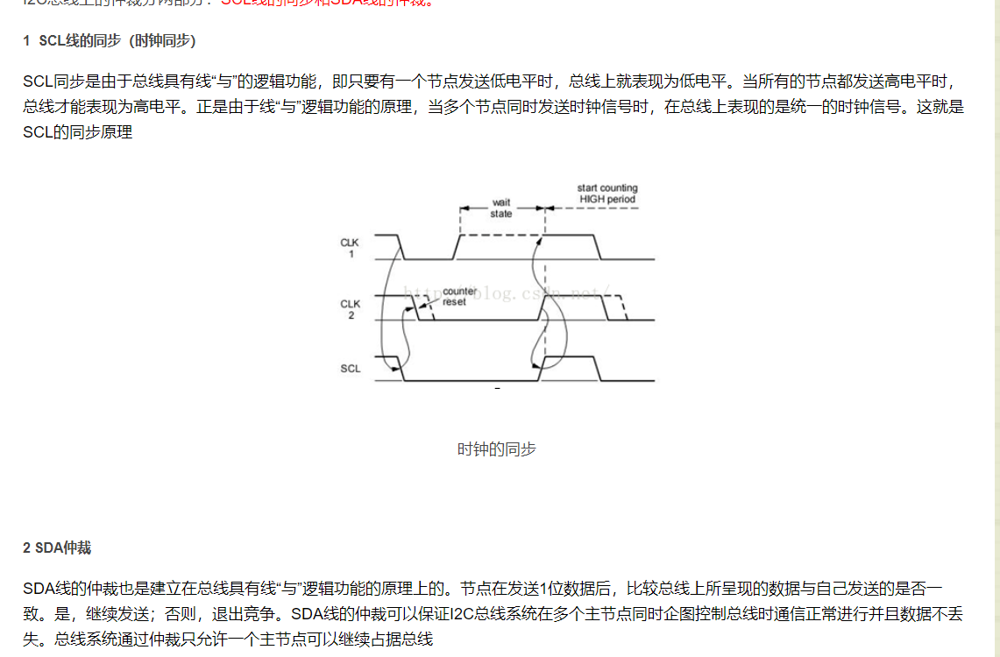 I2C总线上的仲裁分两部分：SCL线的同步和SDA线的仲裁。
1 SCL线的同步（时钟同步）
SCL同步是由于总线具有线“与”的逻辑功能，即只要有一个节点发送低电平时，总线上就表现为低电平。当所有的节点都发送高电平时，
总线才能表现为高电平。正是由于线“与”逻辑功能的原理，当多个节点同时发送时钟信号时，在总线上表现的是统一的时钟信号。这就是
SCL的同步原理
start counting
HIGH period
wait
state
CLK
1
http://blog.csdn.net/
counter
reset
CLK
2
SCL
时钟的同步
2 SDA仲裁
SDA线的仲裁也是建立在总线具有线“与”逻辑功能的原理上的。节点在发送1位数据后，比较总线上所呈现的数据与自己发送的是否一
致。是，继续发送；否则，退出竞争。SDA线的仲裁可以保证I2C总线系统在多个主节点同时企图控制总线时通信正常进行并且数据不丢
失。总线系统通过仲裁只允许一个主节点可以继续占据总线